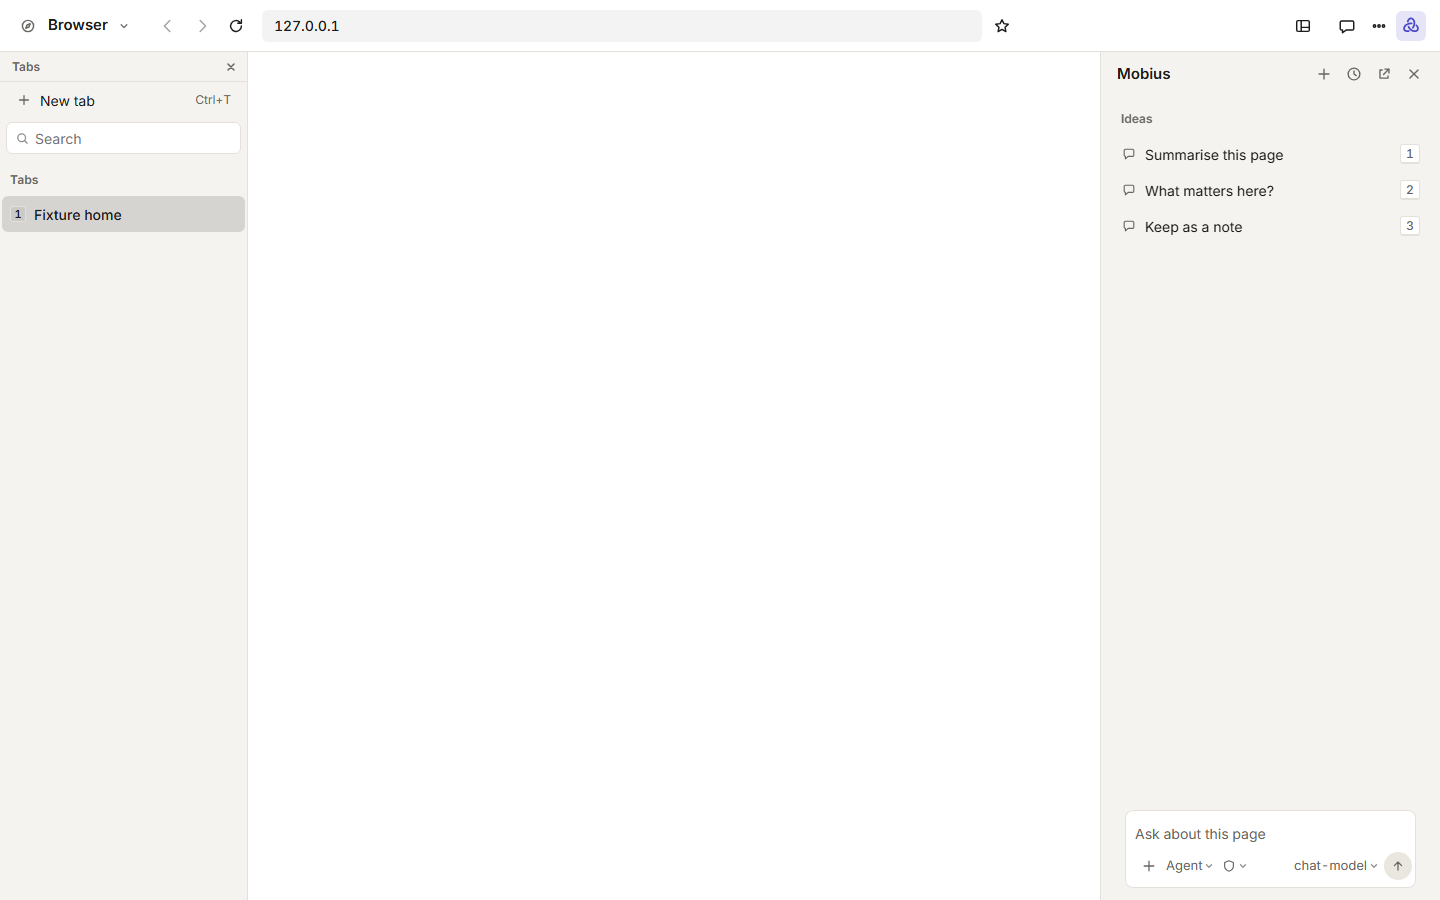 Browser
127.0.0.1
Tabs
New tab Ctrl+T
Search
Tabs
1 Fixture home
Mobius
Ideas
Summarise this page 1
What matters here? 2
Keep as a note 3
Ask about this page
Agent chat-model